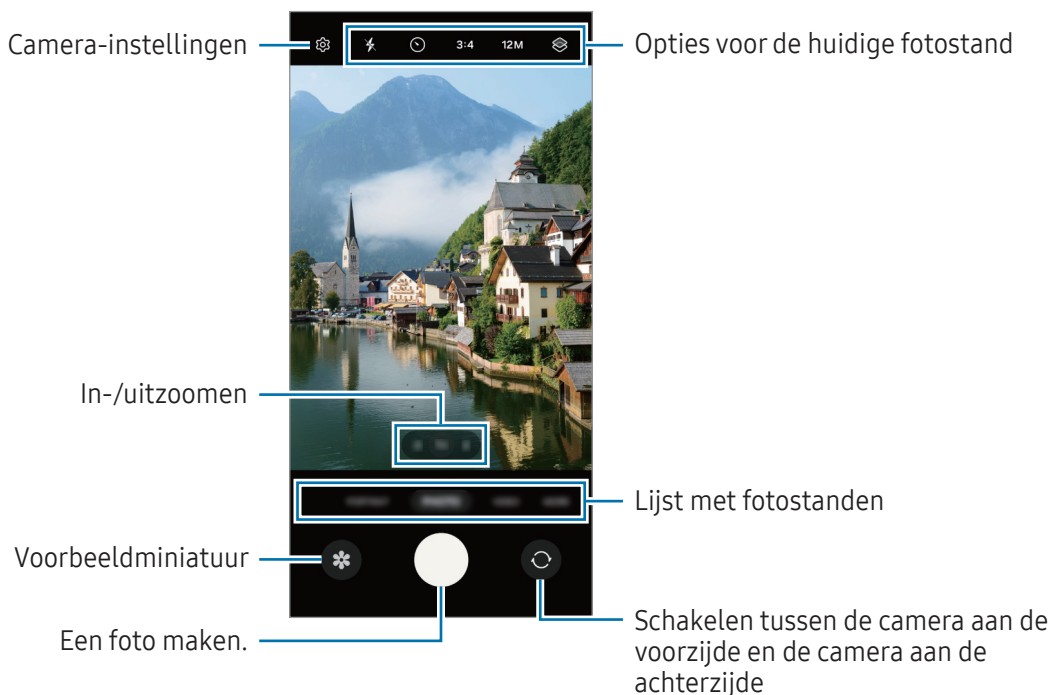 Camera-instellingen
3:4
12M
Opties voor de huidige fotostand
In-/uitzoomen
Lijst met fotostanden
Voorbeeldminiatuur
Een foto maken.
Schakelen tussen de camera aan de
voorzijde en de camera aan de
achterzijde